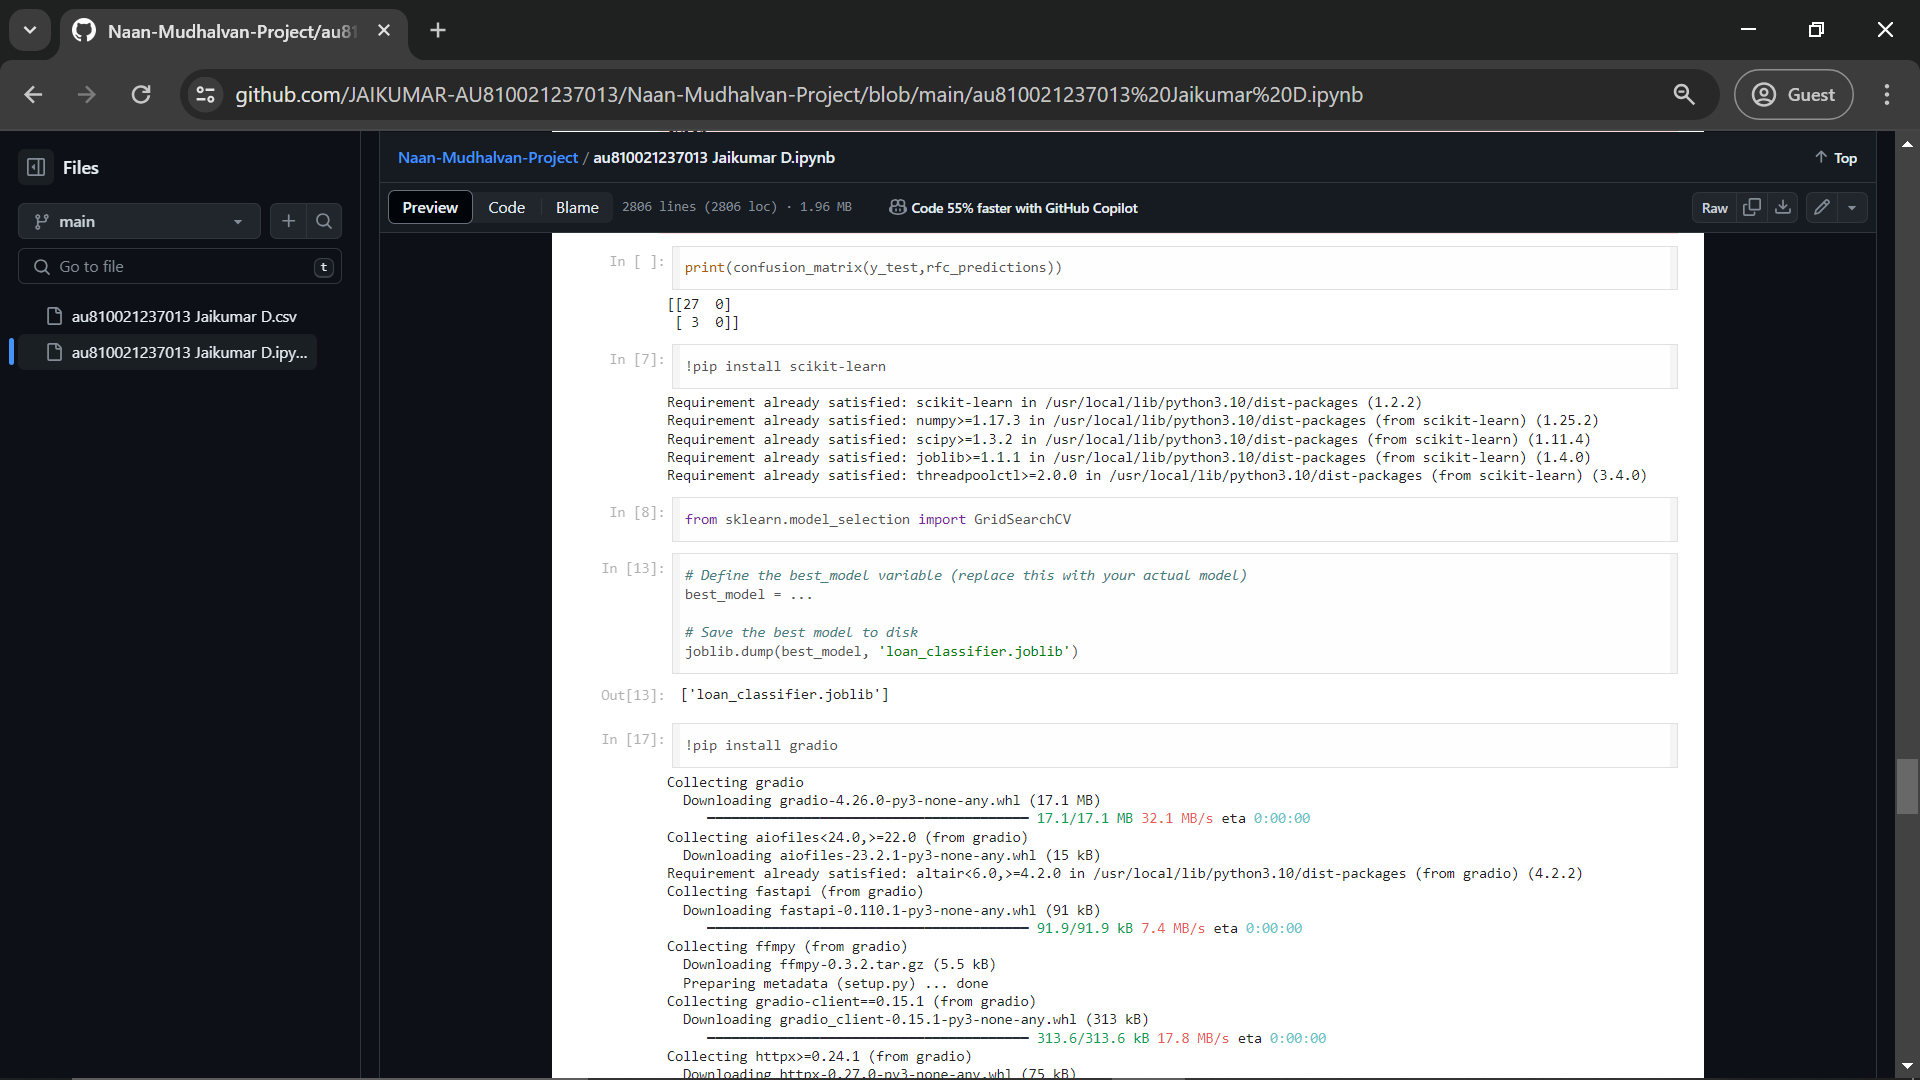 Naan-Mudhalvan-Project/au81
github.com/JAIKUMAR-AU810021237013/Naan-Mudhalvan-Project/blob/main/au810021237013%20Jaikumar%20D.ipynb
Guest
Files
main
Go to file
t
au810021237013 Jaikumar D.csv
au810021237013 Jaikumar D.ipy...
Naan-Mudhalvan-Project / au810021237013 Jaikumar D.ipynb
Top
Preview
Code
Blame
2806 lines (2806 loc) · 1.96 MB
Code 55% faster with GitHub Copilot
Raw
In [ ]:
print(confusion_matrix(y_test,rfc_predictions))
[[27  0]
 [ 3  0]]
In [7]:
!pip install scikit-learn
Requirement already satisfied: scikit-learn in /usr/local/lib/python3.10/dist-packages (1.2.2)
Requirement already satisfied: numpy>=1.17.3 in /usr/local/lib/python3.10/dist-packages (from scikit-learn) (1.25.2)
Requirement already satisfied: scipy>=1.3.2 in /usr/local/lib/python3.10/dist-packages (from scikit-learn) (1.11.4)
Requirement already satisfied: joblib>=1.1.1 in /usr/local/lib/python3.10/dist-packages (from scikit-learn) (1.4.0)
Requirement already satisfied: threadpoolctl>=2.0.0 in /usr/local/lib/python3.10/dist-packages (from scikit-learn) (3.4.0)
In [8]:
from sklearn.model_selection import GridSearchCV
In [13]:
# Define the best_model variable (replace this with your actual model)
best_model = ...
# Save the best model to disk
joblib.dump(best_model, 'loan_classifier.joblib')
Out[13]:
['loan_classifier.joblib']
In [17]:
!pip install gradio
Collecting gradio
  Downloading gradio-4.26.0-py3-none-any.whl (17.1 MB)
17.1/17.1 MB 32.1 MB/s eta 0:00:00
Collecting aiofiles<24.0,>=22.0 (from gradio)
  Downloading aiofiles-23.2.1-py3-none-any.whl (15 kB)
Requirement already satisfied: altair<6.0,>=4.2.0 in /usr/local/lib/python3.10/dist-packages (from gradio) (4.2.2)
Collecting fastapi (from gradio)
  Downloading fastapi-0.110.1-py3-none-any.whl (91 kB)
91.9/91.9 kB 7.4 MB/s eta 0:00:00
Collecting ffmpy (from gradio)
  Downloading ffmpy-0.3.2.tar.gz (5.5 kB)
  Preparing metadata (setup.py) ... done
Collecting gradio-client==0.15.1 (from gradio)
  Downloading gradio_client-0.15.1-py3-none-any.whl (313 kB)
313.6/313.6 kB 17.8 MB/s eta 0:00:00
Collecting httpx>=0.24.1 (from gradio)
  Downloading httpx-0.27.0-py3-none-any.whl (75 kB)